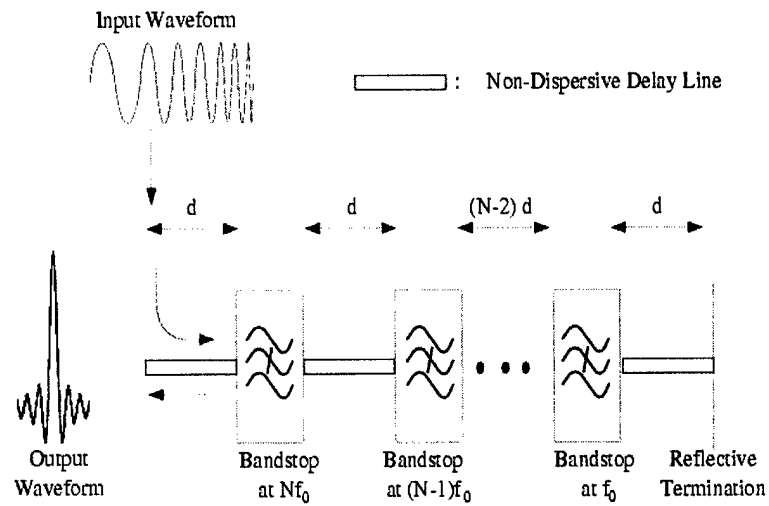 Input Waveform
: Non-Dispersive Delay Line
d
d
(N-2) d
d
Output
Waveform
Bandstop
at Nf₀
Bandstop
at (N-1)f₀
Bandstop
at f₀
Reflective
Termination